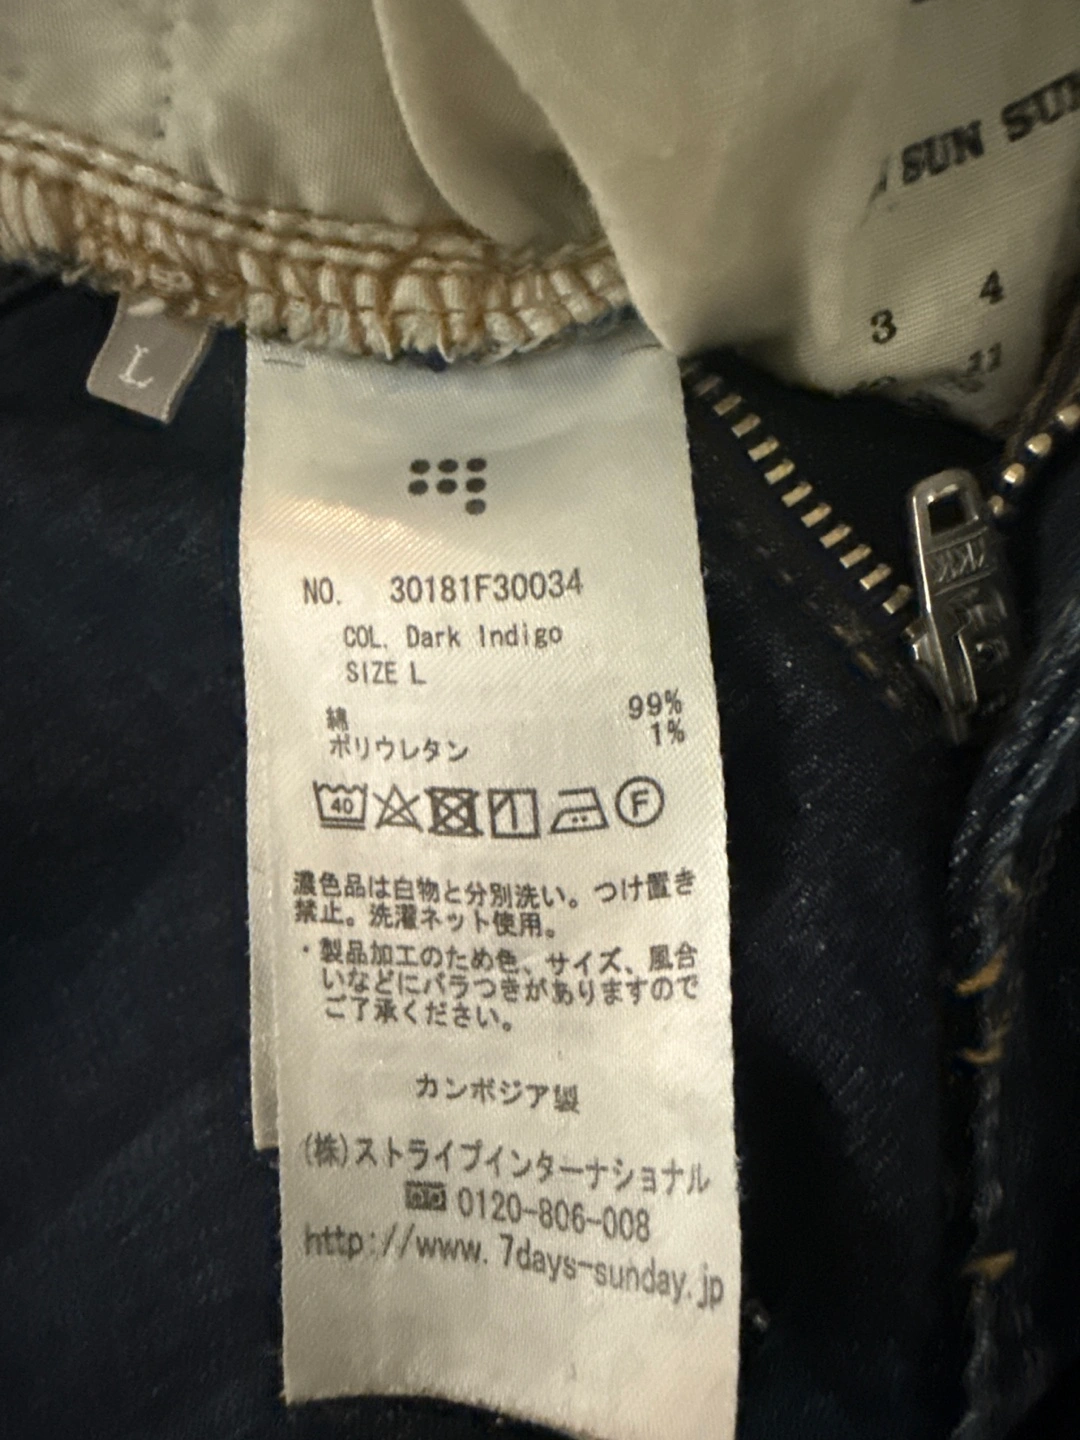 SUN SUN
3 4
11
L
NO. 30181F30034
COL. Dark Indigo
SIZE L
綿 99%
ポリウレタン 1%
40 F
濃色品は白物と分別洗い。つけ置き
禁止。洗濯ネット使用。
・製品加工のため色、サイズ、風合
いなどにバラつきがありますので
ご了承ください。
カンボジア製
(株)ストライプインターナショナル
0120-806-008
http://www.7days-sunday.jp